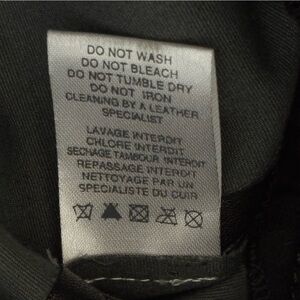 DO NOT WASH
DO NOT BLEACH
DO NOT TUMBLE DRY
DO NOT IRON
CLEANING BY A LEATHER
SPECIALIST
LAVAGE INTERDIT
CHLORE INTERDIT
SECHAGE TAMBOUR INTERDIT
REPASSAGE INTERDIT
NETTOYAGE PAR UN
SPECIALISTE DU CUIR